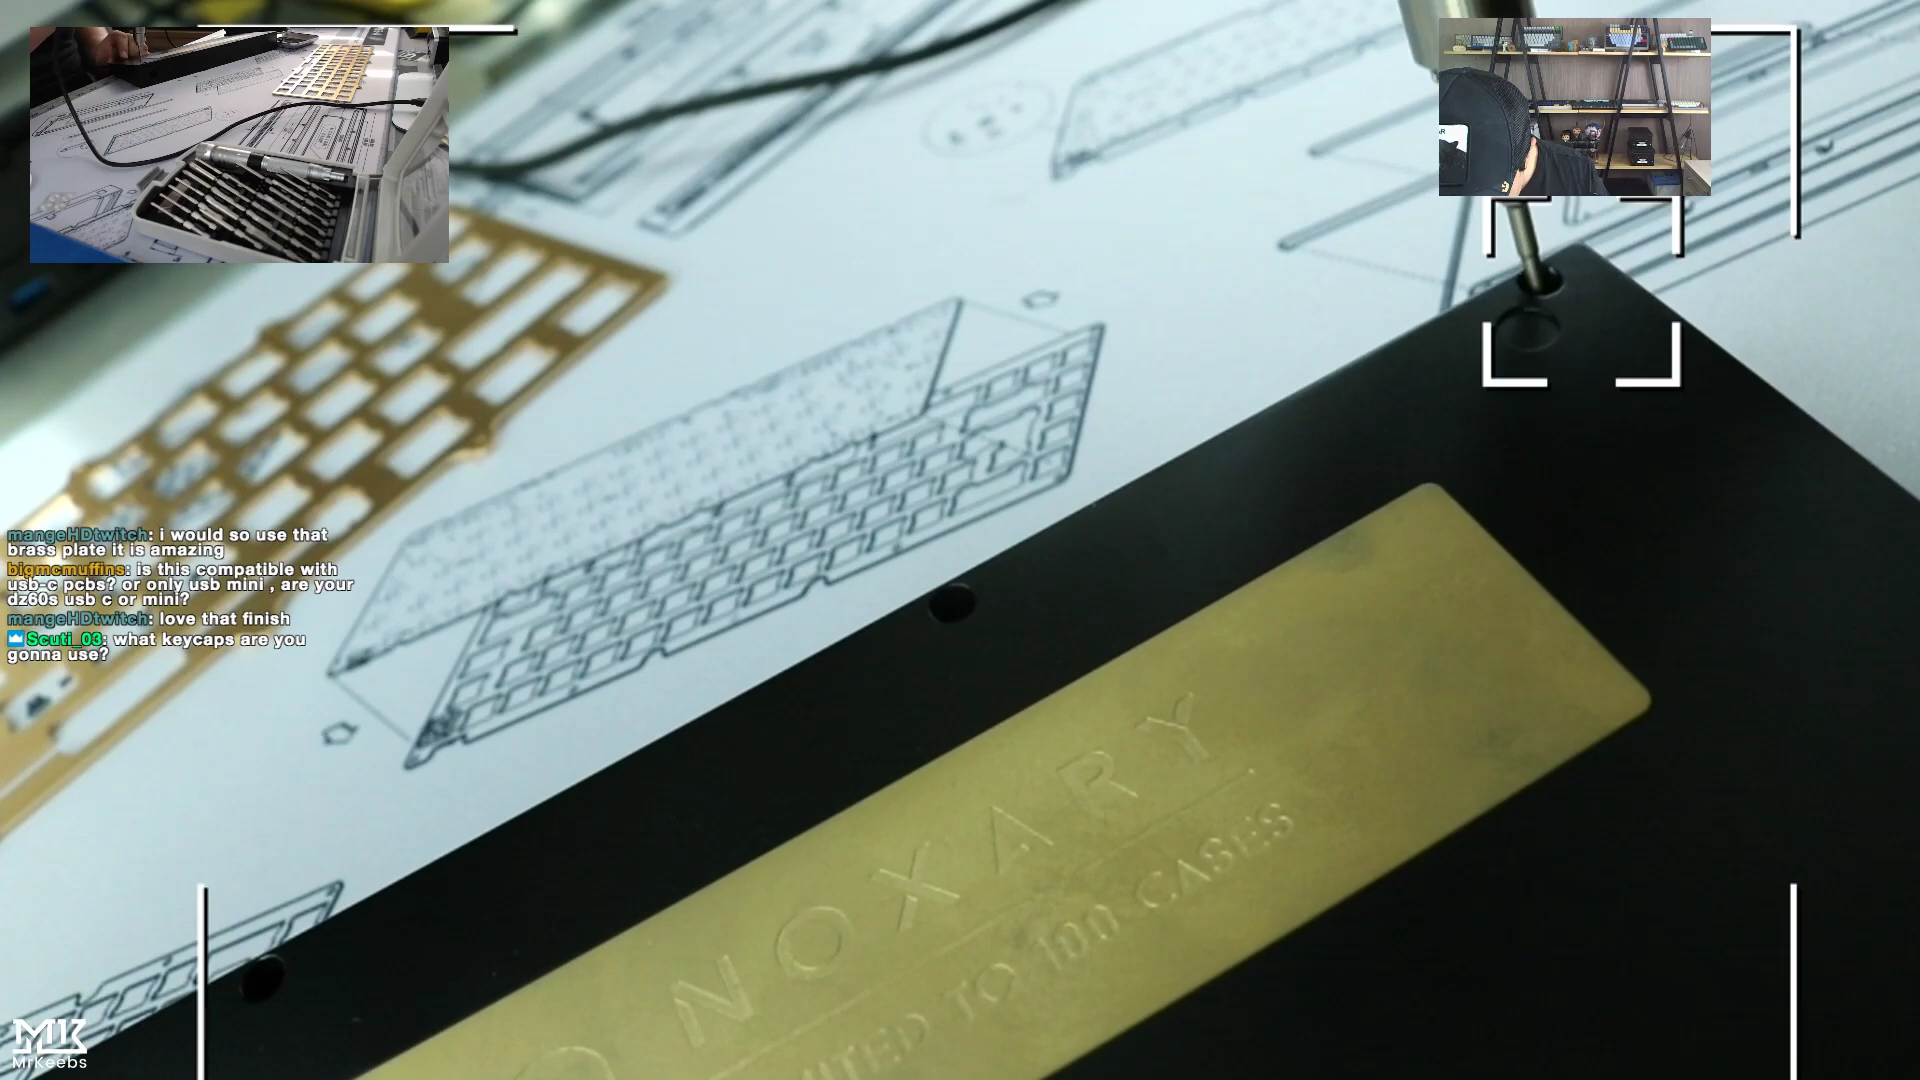 mangeHDtwitch: i would so use that
brass plate it is amazing
bigmcmuffins: is this compatible with
usb-c pcbs? or only usb mini , are your
dz60s usb c or mini?
mangeHDtwitch: love that finish
Scuti_03: what keycaps are you
gonna use?
NOXARY
TO 100 CASES
MK
MrKeebs